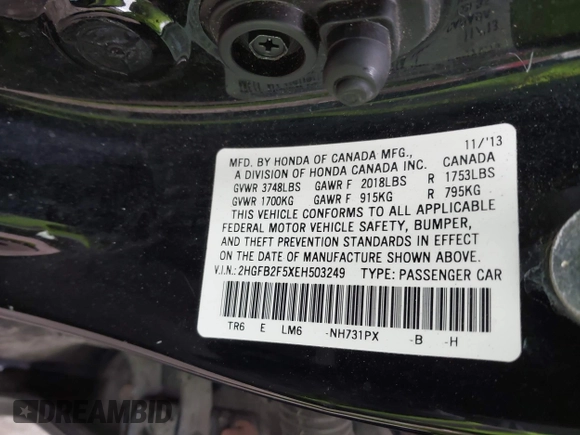 11/'13
MFD. BY HONDA OF CANADA MFG.,
A DIVISION OF HONDA CANADA INC. CANADA
GVWR 3748LBS GAWR F 2018LBS R 1753LBS
GVWR 1700KG GAWR F 915KG R 795KG
THIS VEHICLE CONFORMS TO ALL APPLICABLE
FEDERAL MOTOR VEHICLE SAFETY, BUMPER,
AND THEFT PREVENTION STANDARDS IN EFFECT
ON THE DATE OF MANUFACTURE SHOWN ABOVE.
V.I.N.: 2HGFB2F5XEH503249 TYPE: PASSENGER CAR
TR6 E LM6 -NH731PX -B -H
DREAMBID